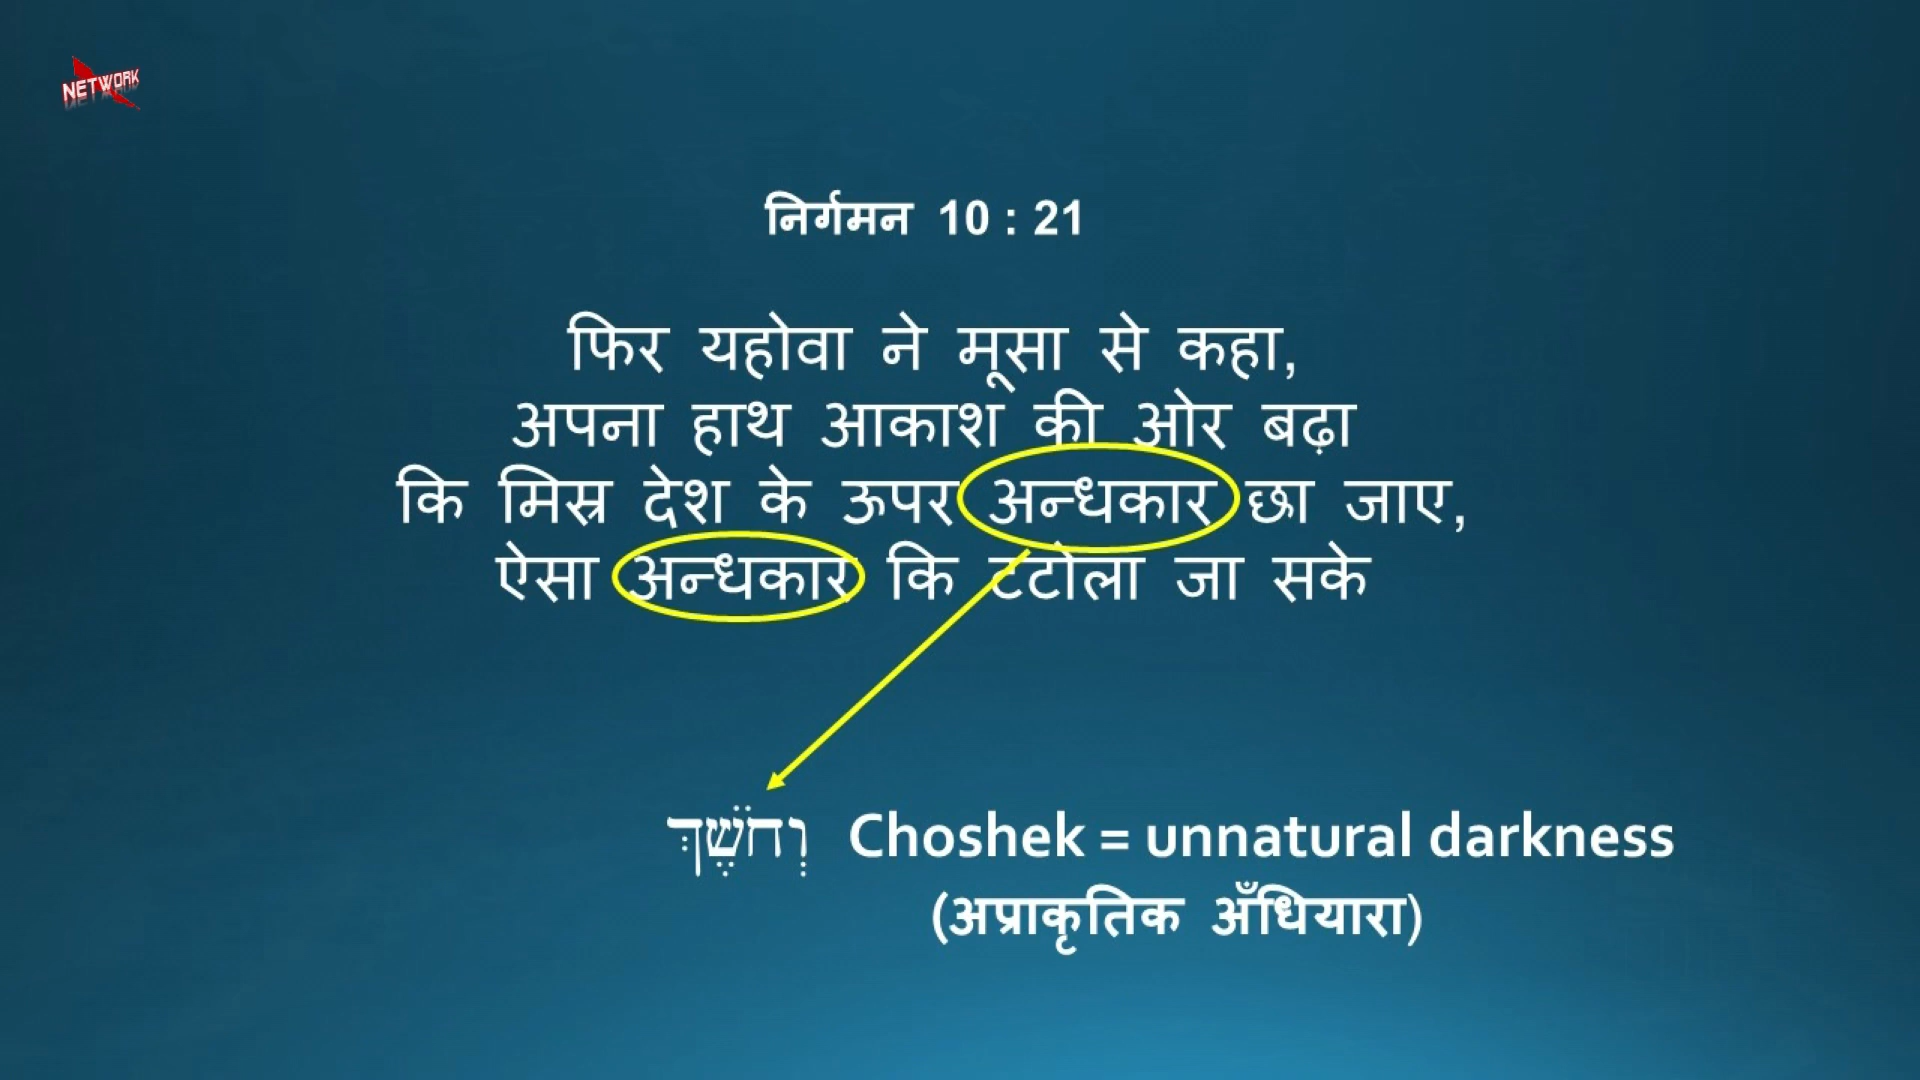 NETWORK
निर्गमन 10 : 21
फिर यहोवा ने मूसा से कहा,
अपना हाथ आकाश की ओर बढ़ा
कि मिस्र देश के ऊपर अन्धकार छा जाए,
ऐसा अन्धकार कि टटोला जा सके
וְחֹשֶׁךְ Choshek = unnatural darkness
(अप्राकृतिक अँधियारा)